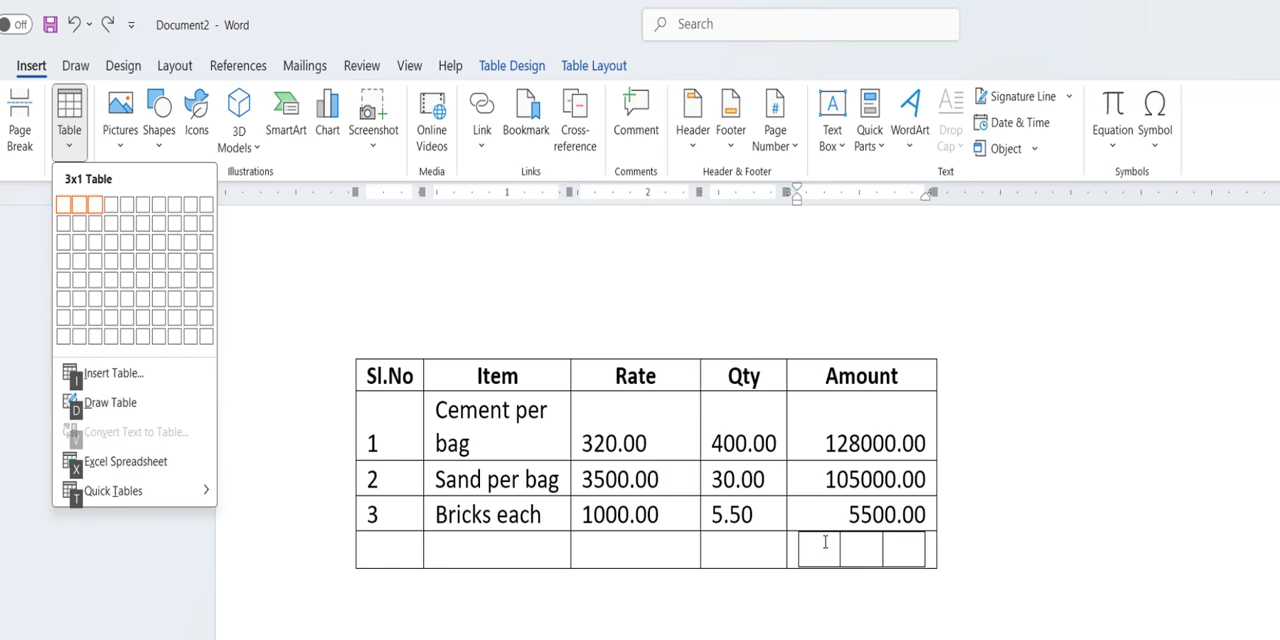 Off
Document2 - Word
Search
Insert Draw Design Layout References Mailings Review View Help Table Design Table Layout
Page Break
Table
Pictures
Shapes
Icons
3D Models
SmartArt
Chart
Screenshot
Online Videos
Link
Bookmark
Cross-reference
Comment
Header
Footer
Page Number
Text Box
Quick Parts
WordArt
Drop Cap
Signature Line
Date & Time
Object
Equation
Symbol
Illustrations Media Links Comments Header & Footer Text Symbols
3x1 Table
1 2
Insert Table...
I
Draw Table
D
Convert Text to Table...
V
Excel Spreadsheet
X
Quick Tables
T
Sl.No Item Rate Qty Amount
1 Cement per bag 320.00 400.00 128000.00
2 Sand per bag 3500.00 30.00 105000.00
3 Bricks each 1000.00 5.50 5500.00